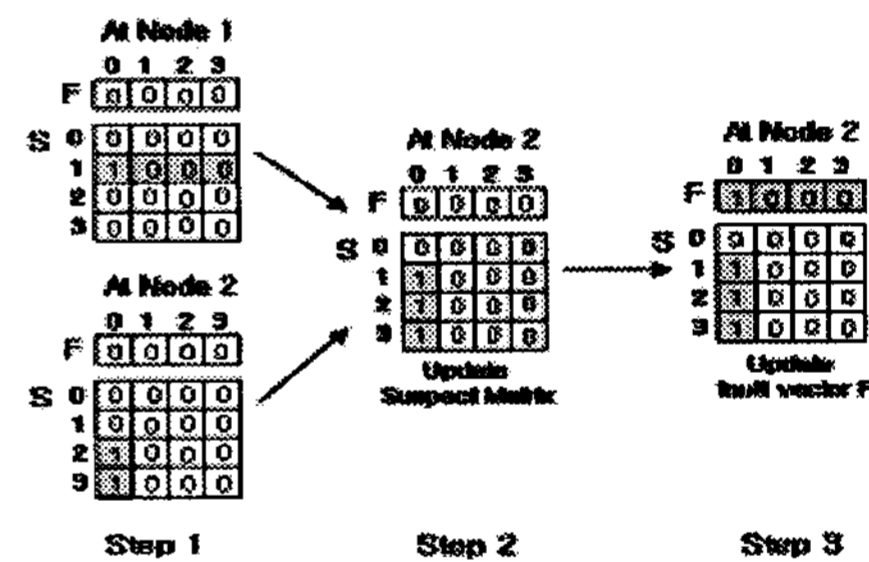 At Node 1
0 1 2 3
F 0 0 0 0
S 0 0 0 0 0
1 1 0 0 0
2 0 0 0 0
3 0 0 0 0
At Node 2
0 1 2 3
F 0 0 0 0
S 0 0 0 0 0
1 0 0 0 0
2 1 0 0 0
3 1 0 0 0
Step 1
At Node 2
0 1 2 3
F 0 0 0 0
S 0 0 0 0 0
1 1 0 0 0
2 1 0 0 0
3 1 0 0 0
Update
Suspect Matrix
Step 2
At Node 2
0 1 2 3
F 1 0 0 0
S 0 0 0 0 0
1 1 0 0 0
2 1 0 0 0
3 1 0 0 0
Update
fault vector F
Step 3